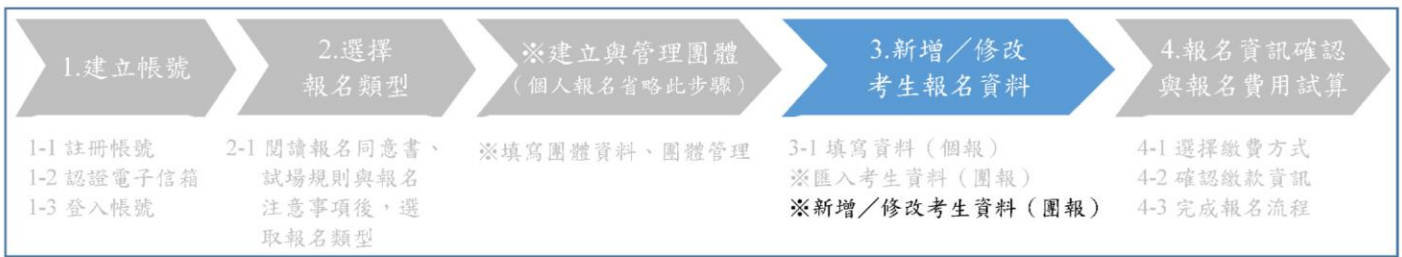 1.建立帳號
2.選擇
報名類型
※建立與管理團體
（個人報名省略此步驟）
3.新增／修改
考生報名資料
4.報名資訊確認
與報名費用試算
1-1 註冊帳號
1-2 認證電子信箱
1-3 登入帳號
2-1 閱讀報名同意書、
試場規則與報名
注意事項後，選
取報名類型
※填寫團體資料、團體管理
3-1 填寫資料（個報）
※匯入考生資料（團報）
※新增／修改考生資料（團報）
4-1 選擇繳費方式
4-2 確認繳款資訊
4-3 完成報名流程